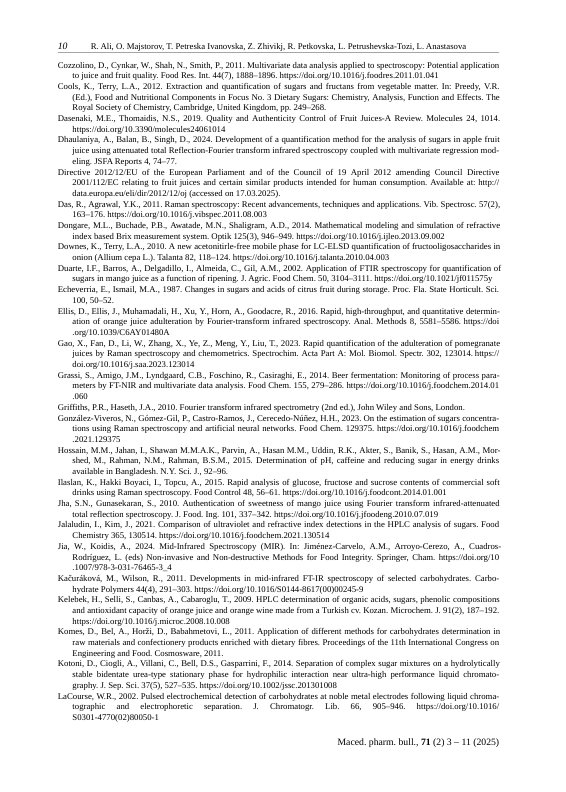 10 R. Ali, O. Majstorov, T. Petreska Ivanovska, Z. Zhivikj, R. Petkovska, L. Petrushevska-Tozi, L. Anastasova
Cozzolino, D., Cynkar, W., Shah, N., Smith, P., 2011. Multivariate data analysis applied to spectroscopy: Potential application
to juice and fruit quality. Food Res. Int. 44(7), 1888–1896. https://doi.org/10.1016/j.foodres.2011.01.041
Cools, K., Terry, L.A., 2012. Extraction and quantification of sugars and fructans from vegetable matter. In: Preedy, V.R.
(Ed.), Food and Nutritional Components in Focus No. 3 Dietary Sugars: Chemistry, Analysis, Function and Effects. The
Royal Society of Chemistry, Cambridge, United Kingdom, pp. 249–268.
Dasenaki, M.E., Thomaidis, N.S., 2019. Quality and Authenticity Control of Fruit Juices-A Review. Molecules 24, 1014.
https://doi.org/10.3390/molecules24061014
Dhaulaniya, A., Balan, B., Singh, D., 2024. Development of a quantification method for the analysis of sugars in apple fruit
juice using attenuated total Reflection-Fourier transform infrared spectroscopy coupled with multivariate regression mod-
eling. JSFA Reports 4, 74–77.
Directive 2012/12/EU of the European Parliament and of the Council of 19 April 2012 amending Council Directive
2001/112/EC relating to fruit juices and certain similar products intended for human consumption. Available at: http://
data.europa.eu/eli/dir/2012/12/oj (accessed on 17.03.2025).
Das, R., Agrawal, Y.K., 2011. Raman spectroscopy: Recent advancements, techniques and applications. Vib. Spectrosc. 57(2),
163–176. https://doi.org/10.1016/j.vibspec.2011.08.003
Dongare, M.L., Buchade, P.B., Awatade, M.N., Shaligram, A.D., 2014. Mathematical modeling and simulation of refractive
index based Brix measurement system. Optik 125(3), 946–949. https://doi.org/10.1016/j.ijleo.2013.09.002
Downes, K., Terry, L.A., 2010. A new acetonitirle-free mobile phase for LC-ELSD quantification of fructooligosaccharides in
onion (Allium cepa L.). Talanta 82, 118–124. https://doi.org/10.1016/j.talanta.2010.04.003
Duarte, I.F., Barros, A., Delgadillo, I., Almeida, C., Gil, A.M., 2002. Application of FTIR spectroscopy for quantification of
sugars in mango juice as a function of ripening. J. Agric. Food Chem. 50, 3104–3111. https://doi.org/10.1021/jf011575y
Echeverria, E., Ismail, M.A., 1987. Changes in sugars and acids of citrus fruit during storage. Proc. Fla. State Horticult. Sci.
100, 50–52.
Ellis, D., Ellis, J., Muhamadali, H., Xu, Y., Horn, A., Goodacre, R., 2016. Rapid, high-throughput, and quantitative determin-
ation of orange juice adulteration by Fourier-transform infrared spectroscopy. Anal. Methods 8, 5581–5586. https://doi
.org/10.1039/C6AY01480A
Gao, X., Fan, D., Li, W., Zhang, X., Ye, Z., Meng, Y., Liu, T., 2023. Rapid quantification of the adulteration of pomegranate
juices by Raman spectroscopy and chemometrics. Spectrochim. Acta Part A: Mol. Biomol. Spectr. 302, 123014. https://
doi.org/10.1016/j.saa.2023.123014
Grassi, S., Amigo, J.M., Lyndgaard, C.B., Foschino, R., Casiraghi, E., 2014. Beer fermentation: Monitoring of process para-
meters by FT-NIR and multivariate data analysis. Food Chem. 155, 279–286. https://doi.org/10.1016/j.foodchem.2014.01
.060
Griffiths, P.R., Haseth, J.A., 2010. Fourier transform infrared spectrometry (2nd ed.), John Wiley and Sons, London.
González-Viveros, N., Gómez-Gil, P., Castro-Ramos, J., Cerecedo-Núñez, H.H., 2023. On the estimation of sugars concentra-
tions using Raman spectroscopy and artificial neural networks. Food Chem. 129375. https://doi.org/10.1016/j.foodchem
.2021.129375
Hossain, M.M., Jahan, I., Shawan M.M.A.K., Parvin, A., Hasan M.M., Uddin, R.K., Akter, S., Banik, S., Hasan, A.M., Mor-
shed, M., Rahman, N.M., Rahman, B.S.M., 2015. Determination of pH, caffeine and reducing sugar in energy drinks
available in Bangladesh. N.Y. Sci. J., 92–96.
Ilaslan, K., Hakki Boyaci, I., Topcu, A., 2015. Rapid analysis of glucose, fructose and sucrose contents of commercial soft
drinks using Raman spectroscopy. Food Control 48, 56–61. https://doi.org/10.1016/j.foodcont.2014.01.001
Jha, S.N., Gunasekaran, S., 2010. Authentication of sweetness of mango juice using Fourier transform infrared-attenuated
total reflection spectroscopy. J. Food. Ing. 101, 337–342. https://doi.org/10.1016/j.jfoodeng.2010.07.019
Jalaludin, I., Kim, J., 2021. Comparison of ultraviolet and refractive index detections in the HPLC analysis of sugars. Food
Chemistry 365, 130514. https://doi.org/10.1016/j.foodchem.2021.130514
Jia, W., Koidis, A., 2024. Mid-Infrared Spectroscopy (MIR). In: Jiménez-Carvelo, A.M., Arroyo-Cerezo, A., Cuadros-
Rodríguez, L. (eds) Non-invasive and Non-destructive Methods for Food Integrity. Springer, Cham. https://doi.org/10
.1007/978-3-031-76465-3_4
Kačuráková, M., Wilson, R., 2011. Developments in mid-infrared FT-IR spectroscopy of selected carbohydrates. Carbo-
hydrate Polymers 44(4), 291–303. https://doi.org/10.1016/S0144-8617(00)00245-9
Kelebek, H., Selli, S., Canbas, A., Cabaroglu, T., 2009. HPLC determination of organic acids, sugars, phenolic compositions
and antioxidant capacity of orange juice and orange wine made from a Turkish cv. Kozan. Microchem. J. 91(2), 187–192.
https://doi.org/10.1016/j.microc.2008.10.008
Komes, D., Bel, A., Horži, D., Babahmetovi, L., 2011. Application of different methods for carbohydrates determination in
raw materials and confectionery products enriched with dietary fibres. Proceedings of the 11th International Congress on
Engineering and Food. Cosmosware, 2011.
Kotoni, D., Ciogli, A., Villani, C., Bell, D.S., Gasparrini, F., 2014. Separation of complex sugar mixtures on a hydrolytically
stable bidentate urea-type stationary phase for hydrophilic interaction near ultra-high performance liquid chromato-
graphy. J. Sep. Sci. 37(5), 527–535. https://doi.org/10.1002/jssc.201301008
LaCourse, W.R., 2002. Pulsed electrochemical detection of carbohydrates at noble metal electrodes following liquid chroma-
tographic and electrophoretic separation. J. Chromatogr. Lib. 66, 905–946. https://doi.org/10.1016/
S0301-4770(02)80050-1
Maced. pharm. bull., 71 (2) 3 – 11 (2025)